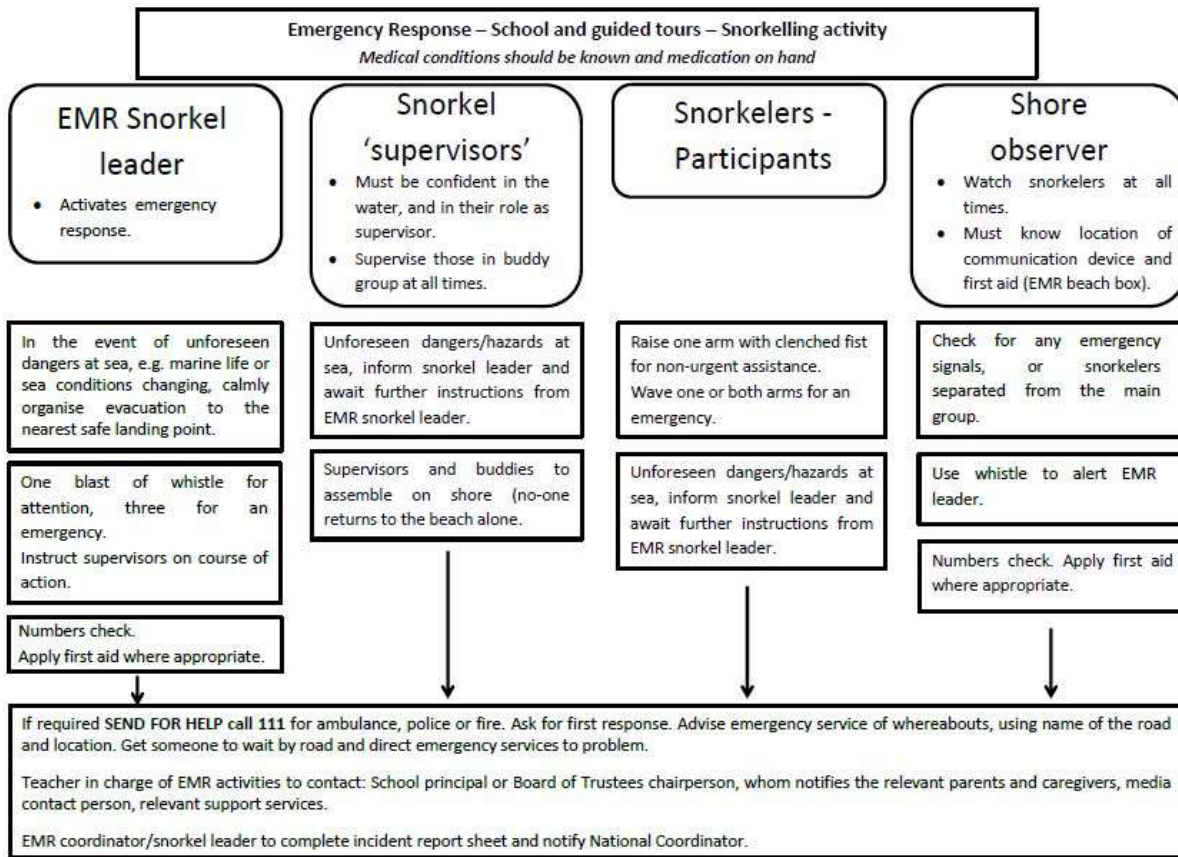 Emergency Response – School and guided tours – Snorkelling activity
Medical conditions should be known and medication on hand
EMR Snorkel
leader
• Activates emergency
response.
In the event of unforeseen
dangers at sea, e.g. marine life or
sea conditions changing, calmly
organise evacuation to the
nearest safe landing point.
One blast of whistle for
attention, three for an
emergency.
Instruct supervisors on course of
action.
Numbers check.
Apply first aid where appropriate.
Snorkel
‘supervisors’
• Must be confident in the
water, and in their role as
supervisor.
• Supervise those in buddy
group at all times.
Unforeseen dangers/hazards at
sea, inform snorkel leader and
await further instructions from
EMR snorkel leader.
Supervisors and buddies to
assemble on shore (no-one
returns to the beach alone.
Snorkelers -
Participants
Raise one arm with clenched fist
for non-urgent assistance.
Wave one or both arms for an
emergency.
Unforeseen dangers/hazards at
sea, inform snorkel leader and
await further instructions from
EMR snorkel leader.
Shore
observer
• Watch snorkelers at all
times.
• Must know location of
communication device and
first aid (EMR beach box).
Check for any emergency
signals, or snorkelers
separated from the main
group.
Use whistle to alert EMR
leader.
Numbers check. Apply first aid
where appropriate.
If required SEND FOR HELP call 111 for ambulance, police or fire. Ask for first response. Advise emergency service of whereabouts, using name of the road
and location. Get someone to wait by road and direct emergency services to problem.
Teacher in charge of EMR activities to contact: School principal or Board of Trustees chairperson, whom notifies the relevant parents and caregivers, media
contact person, relevant support services.
EMR coordinator/snorkel leader to complete incident report sheet and notify National Coordinator.